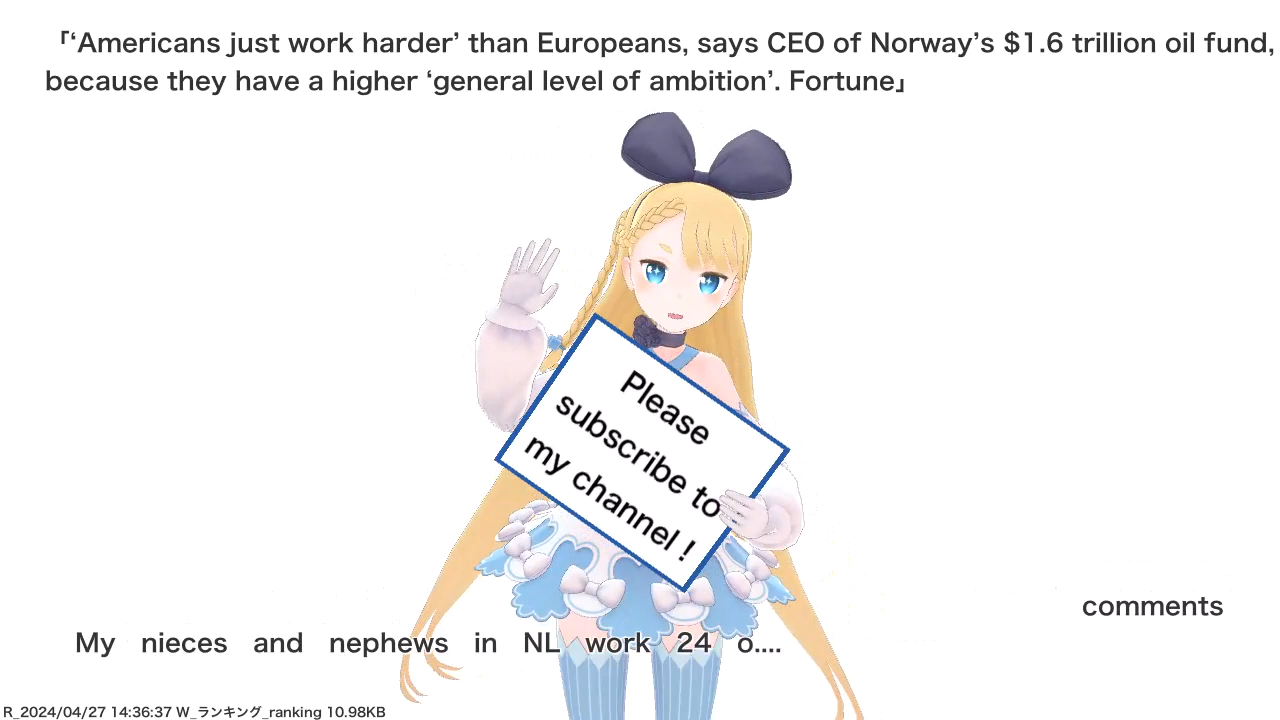 「‘Americans just work harder’ than Europeans, says CEO of Norway’s $1.6 trillion oil fund,
because they have a higher ‘general level of ambition’. Fortune」
Please
subscribe to
my channel !
comments
My nieces and nephews in NL work 24 o....
R_2024/04/27 14:36:37 W_ランキング_ranking 10.98KB